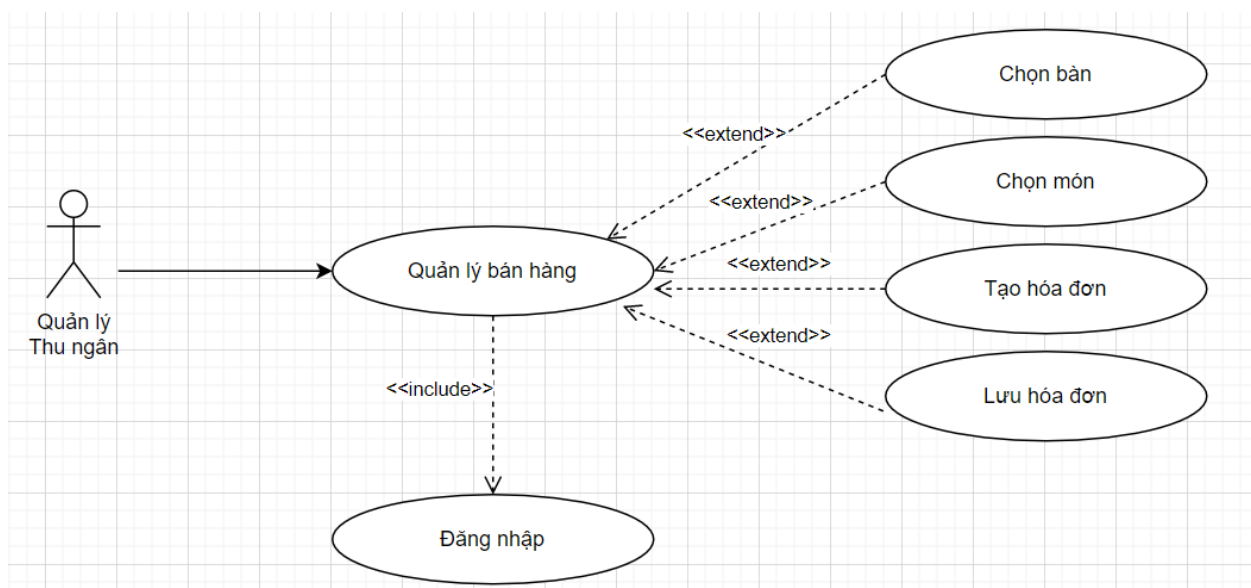 Chọn bàn
<<extend>>
Chọn món
<<extend>>
Quản lý bán hàng
<<extend>>
Tạo hóa đơn
Quản lý
Thu ngân
<<extend>>
<<include>>
Lưu hóa đơn
Đăng nhập